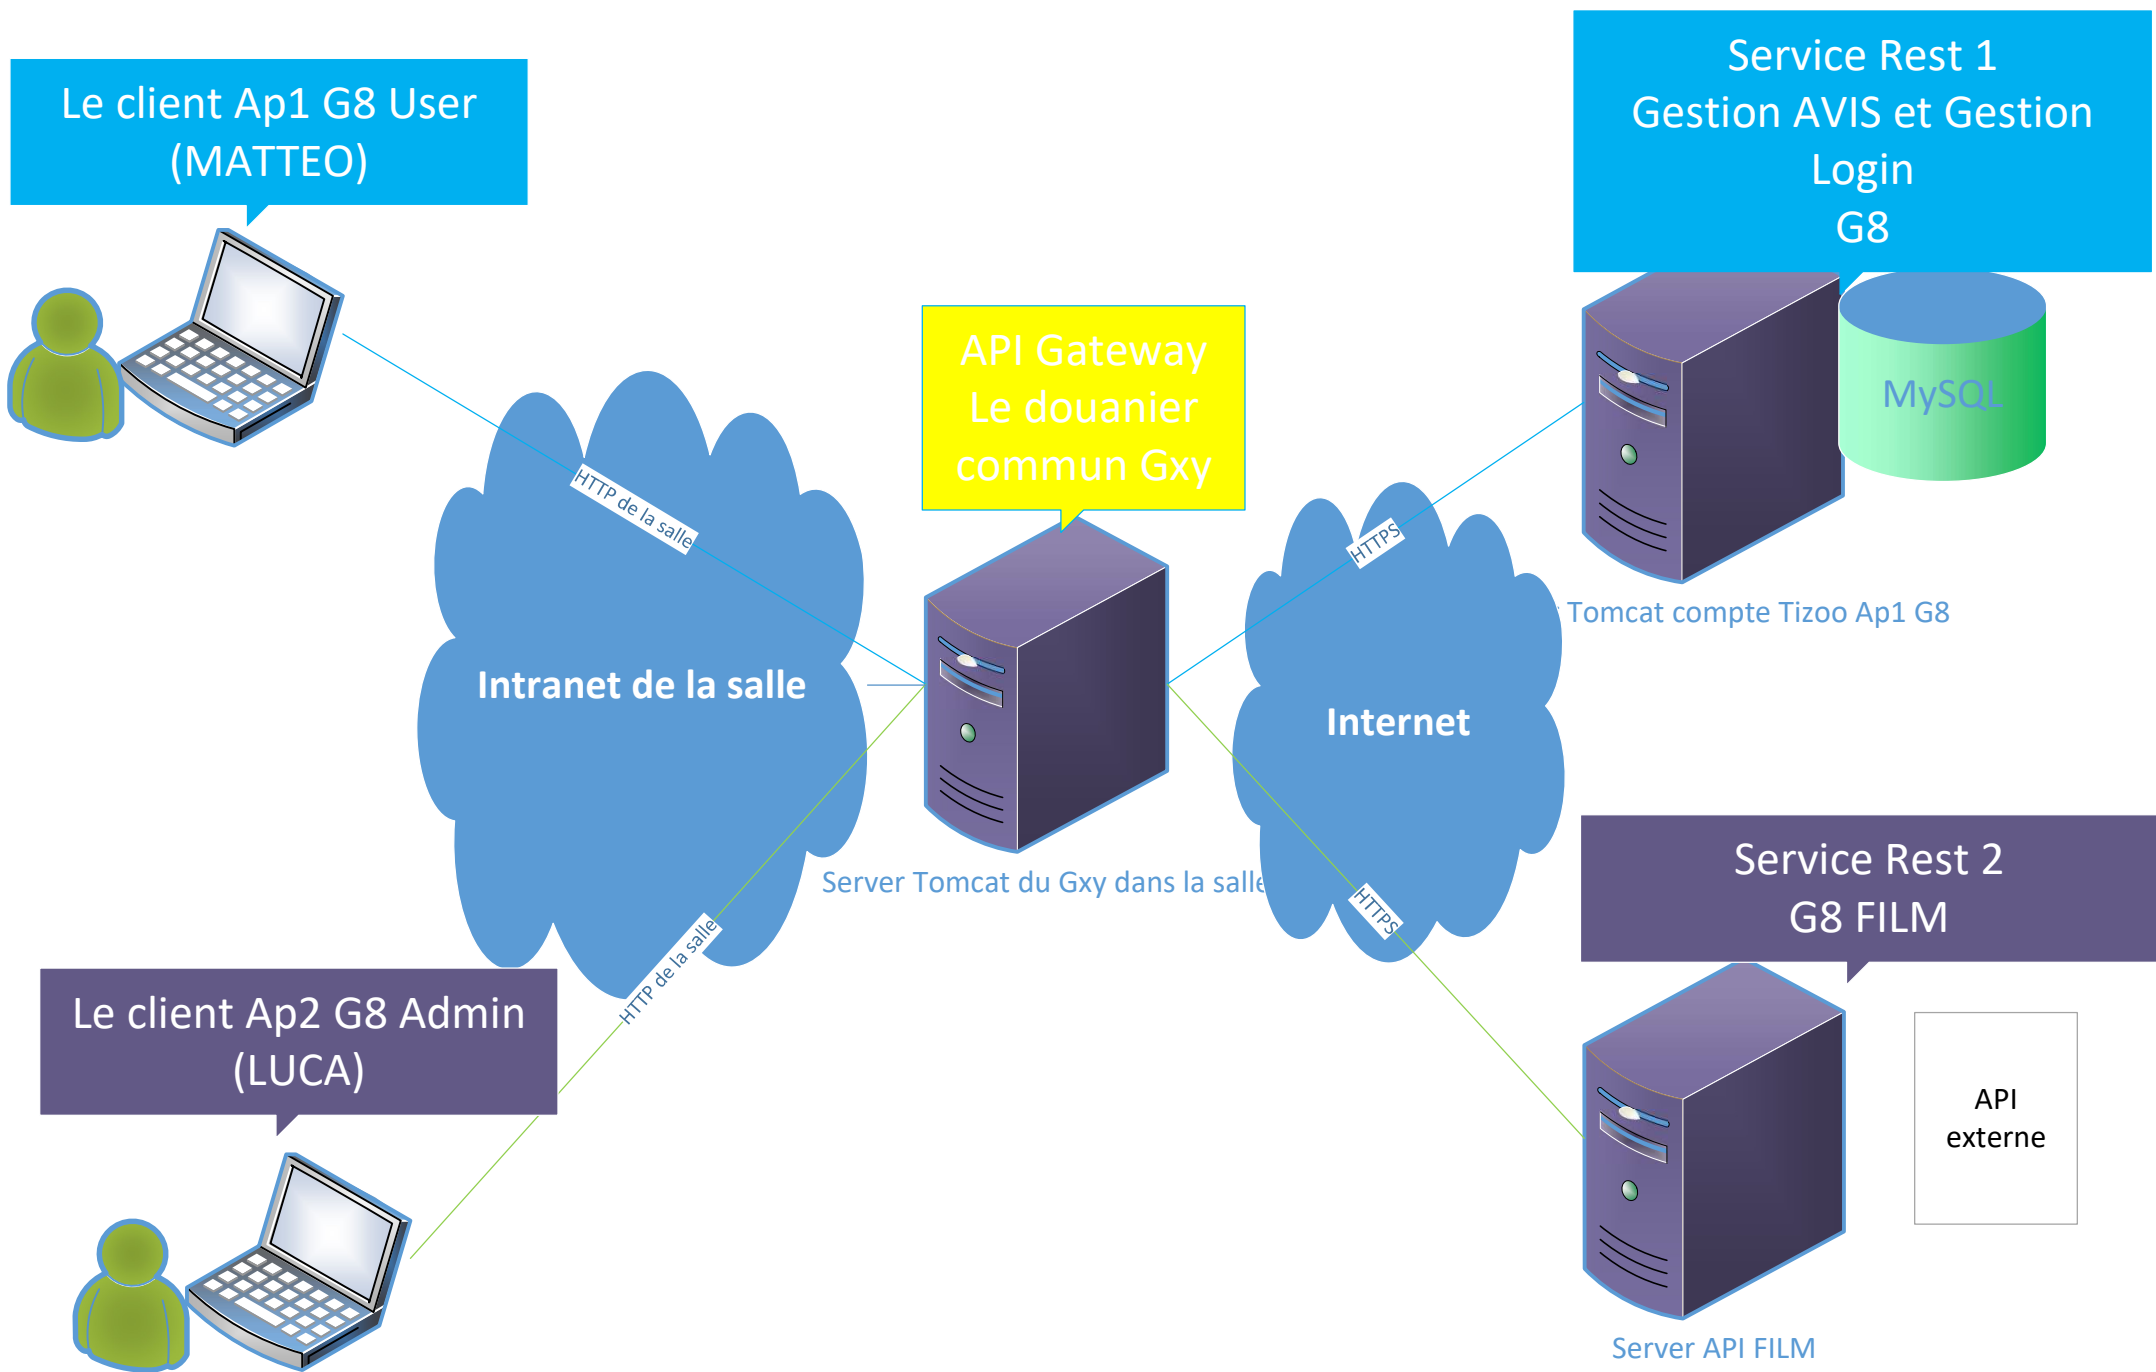 Le client Ap1 G8 User
(MATTEO)
Service Rest 1
Gestion AVIS et Gestion
Login
G8
API Gateway
Le douanier
commun Gxy
MySQL
HTTP de la salle
HTTPS
Tomcat compte Tizoo Ap1 G8
Intranet de la salle
Internet
Server Tomcat du Gxy dans la salle
HTTP de la salle
HTTPS
Service Rest 2
G8 FILM
Le client Ap2 G8 Admin
(LUCA)
API
externe
Server API FILM